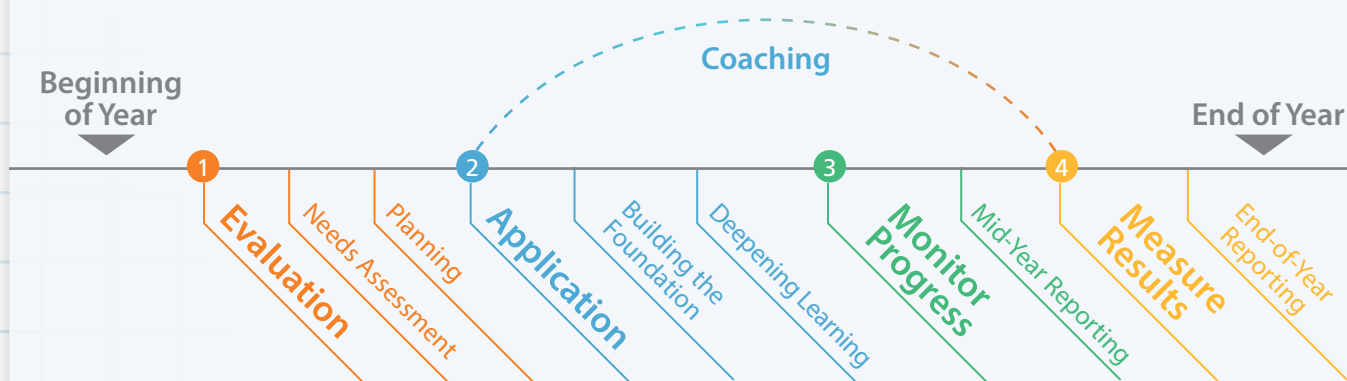 Coaching
Beginning
of Year
End of Year
1
2
3
4
Evaluation
Needs Assessment
Planning
Application
Building the
Foundation
Deepening Learning
Monitor
Progress
Mid-Year Reporting
Measure
Results
End-of-Year
Reporting